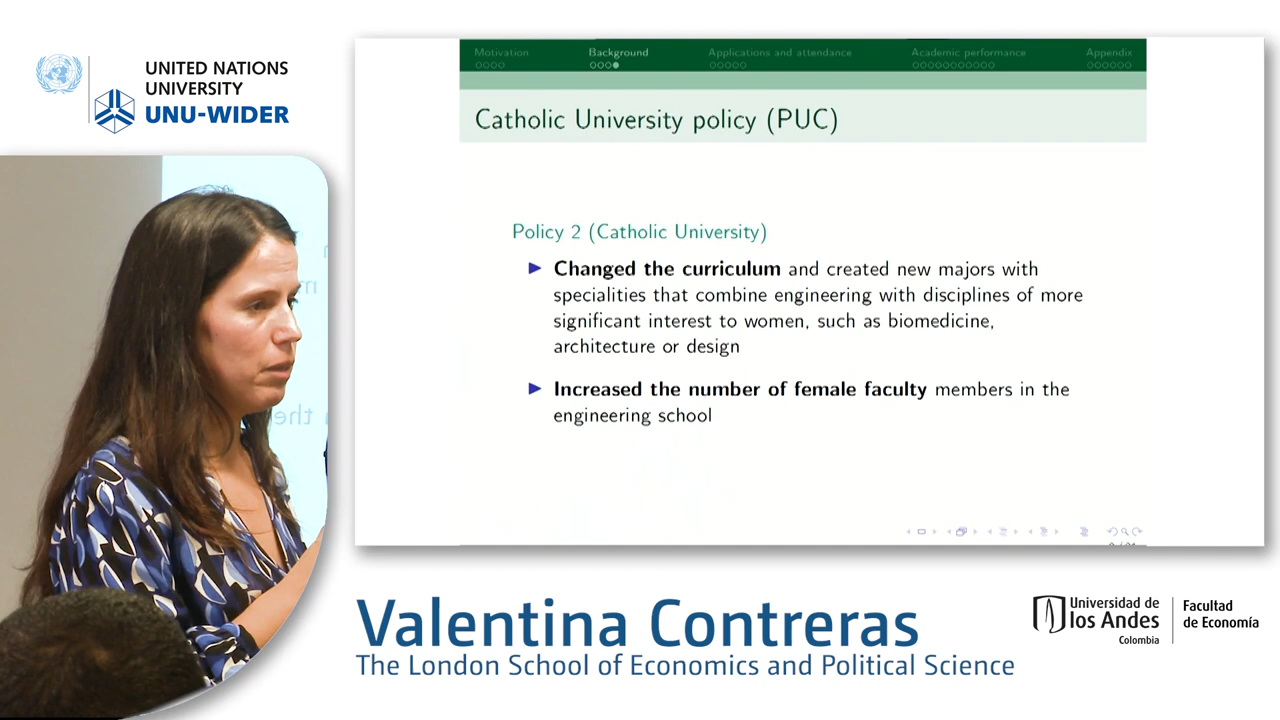 UNITED NATIONS
UNIVERSITY
UNU-WIDER
Motivation Background Applications and attendance Academic performance Appendix
Catholic University policy (PUC)
Policy 2 (Catholic University)
Changed the curriculum and created new majors with
specialities that combine engineering with disciplines of more
significant interest to women, such as biomedicine,
architecture or design
Increased the number of female faculty members in the
engineering school
Valentina Contreras
The London School of Economics and Political Science
Universidad de
los Andes
Colombia
Facultad
de Economía